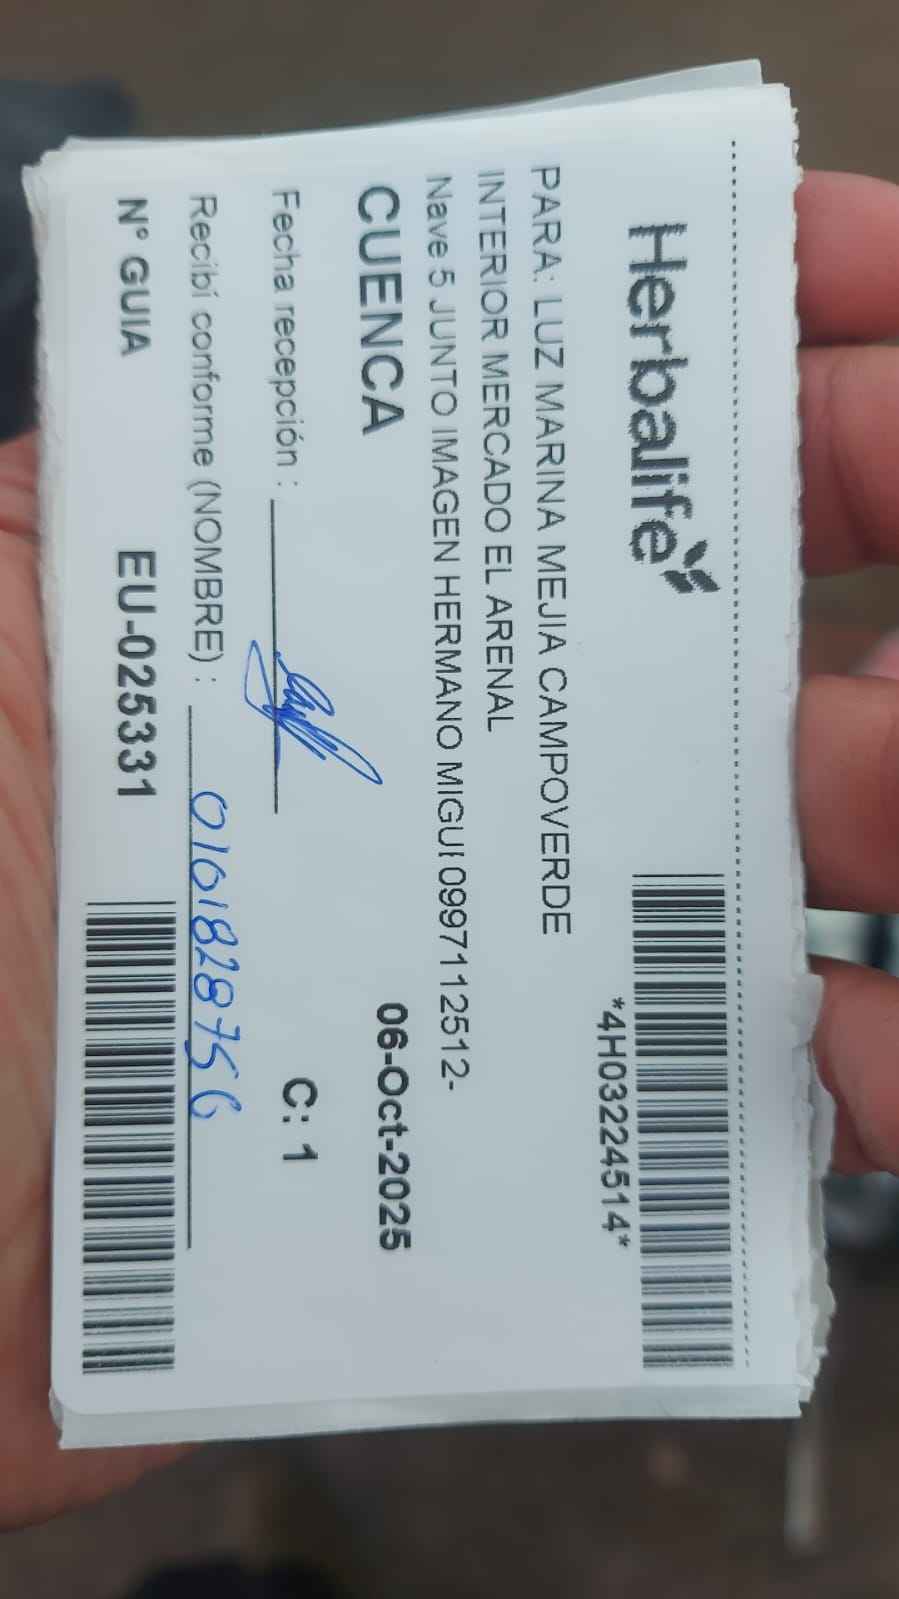 Herbalife
*4H03224514*
PARA: LUZ MARINA MEJIA CAMPOVERDE
INTERIOR MERCADO EL ARENAL
Nave 5 JUNTO IMAGEN HERMANO MIGUI 0997112512-
CUENCA 06-Oct-2025
Fecha recepción : C: 1
Recibí conforme (NOMBRE) : 0101828756
N° GUIA EU-025331